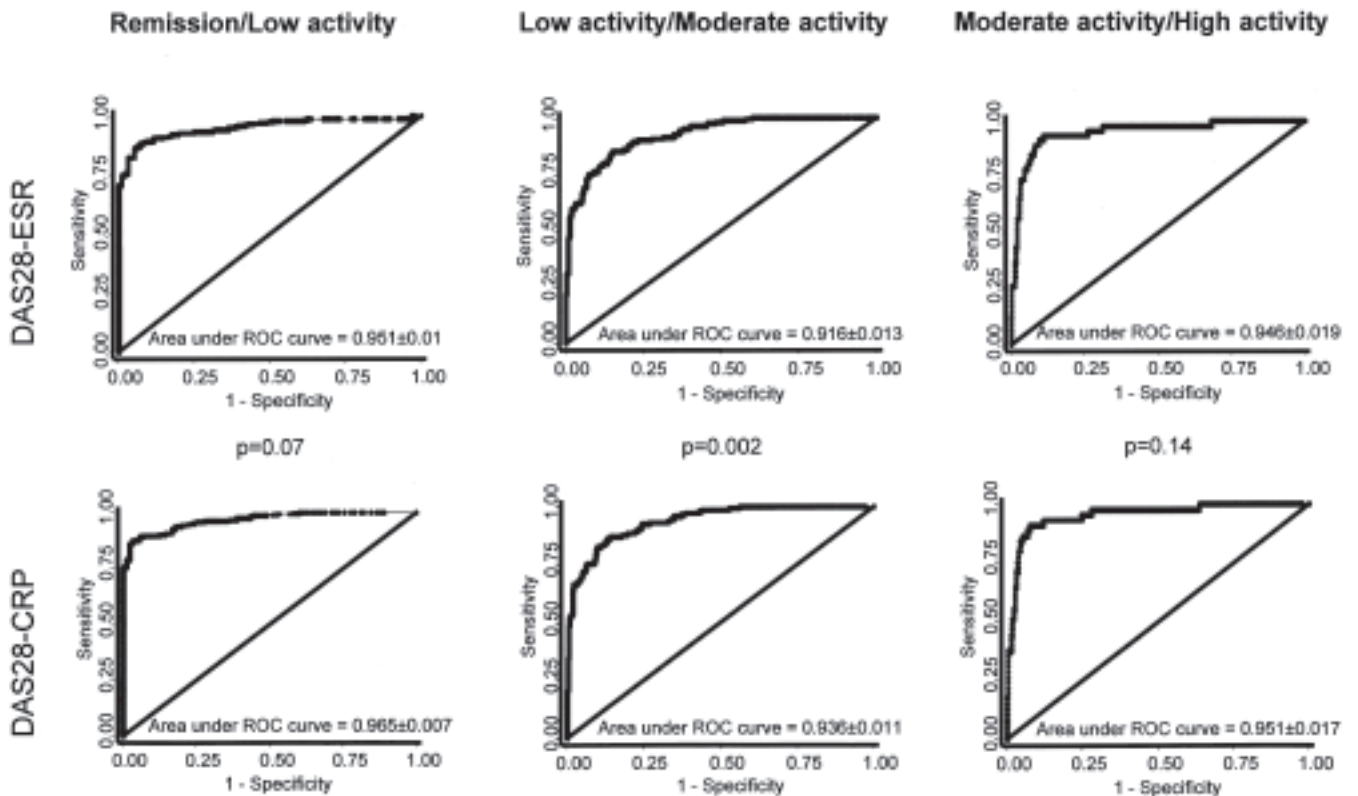 Remission/Low activity
Low activity/Moderate activity
Moderate activity/High activity
DAS28-ESR
Sensitivity
0.00 0.25 0.50 0.75 1.00
Area under ROC curve = 0.951±0.01
0.00 0.25 0.50 0.75 1.00
1 - Specificity
Sensitivity
0.00 0.25 0.50 0.75 1.00
Area under ROC curve = 0.916±0.013
0.00 0.25 0.50 0.75 1.00
1 - Specificity
Sensitivity
0.00 0.25 0.50 0.75 1.00
Area under ROC curve = 0.946±0.019
0.00 0.25 0.50 0.75 1.00
1 - Specificity
p=0.07
p=0.002
p=0.14
DAS28-CRP
Sensitivity
0.00 0.25 0.50 0.75 1.00
Area under ROC curve = 0.965±0.007
0.00 0.25 0.50 0.75 1.00
1 - Specificity
Sensitivity
0.00 0.25 0.50 0.75 1.00
Area under ROC curve = 0.936±0.011
0.00 0.25 0.50 0.75 1.00
1 - Specificity
Sensitivity
0.00 0.25 0.50 0.75 1.00
Area under ROC curve = 0.951±0.017
0.00 0.25 0.50 0.75 1.00
1 - Specificity